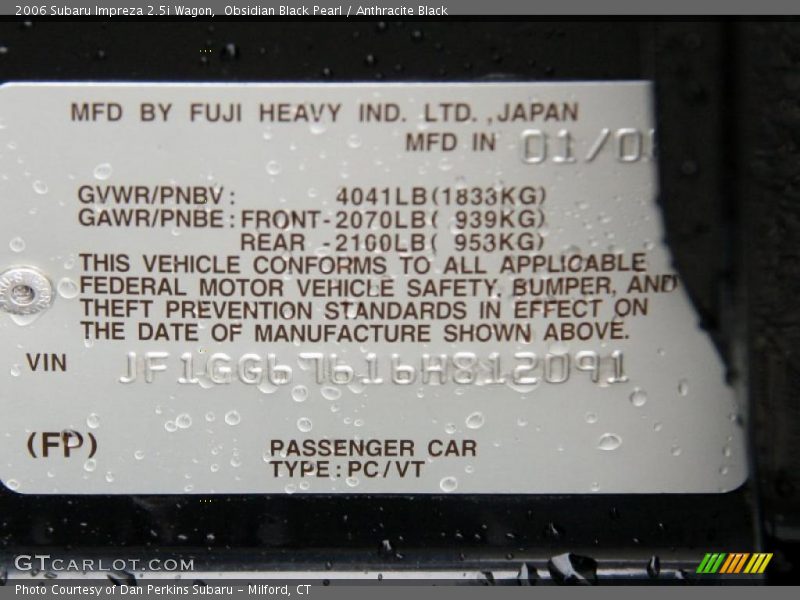 2006 Subaru Impreza 2.5i Wagon, Obsidian Black Pearl / Anthracite Black
MFD BY FUJI HEAVY IND. LTD. ,JAPAN
MFD IN
GVWR/PNBV: 4041LB(1833KG)
GAWR/PNBE: FRONT-2070LB( 939KG)
REAR -2100LB( 953KG)
THIS VEHICLE CONFORMS TO ALL APPLICABLE
FEDERAL MOTOR VEHICLE SAFETY, BUMPER, AND
THEFT PREVENTION STANDARDS IN EFFECT ON
THE DATE OF MANUFACTURE SHOWN ABOVE.
VIN JF1GG67616H812091
(FP) PASSENGER CAR
TYPE:PC/VT
GTCARLOT.COM
Photo Courtesy of Dan Perkins Subaru - Milford, CT